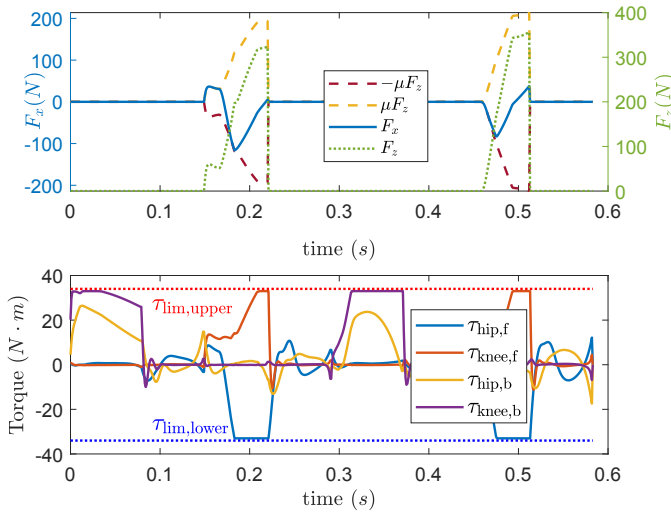 200
100
0
-100
-200
F_x (N)
400
300
200
100
0
F_z (N)
-μF_z
μF_z
F_x
F_z
0 0.1 0.2 0.3 0.4 0.5 0.6
time (s)
40
20
0
-20
-40
Torque (N · m)
τ_lim,upper
τ_lim,lower
τ_hip,f
τ_knee,f
τ_hip,b
τ_knee,b
0 0.1 0.2 0.3 0.4 0.5 0.6
time (s)